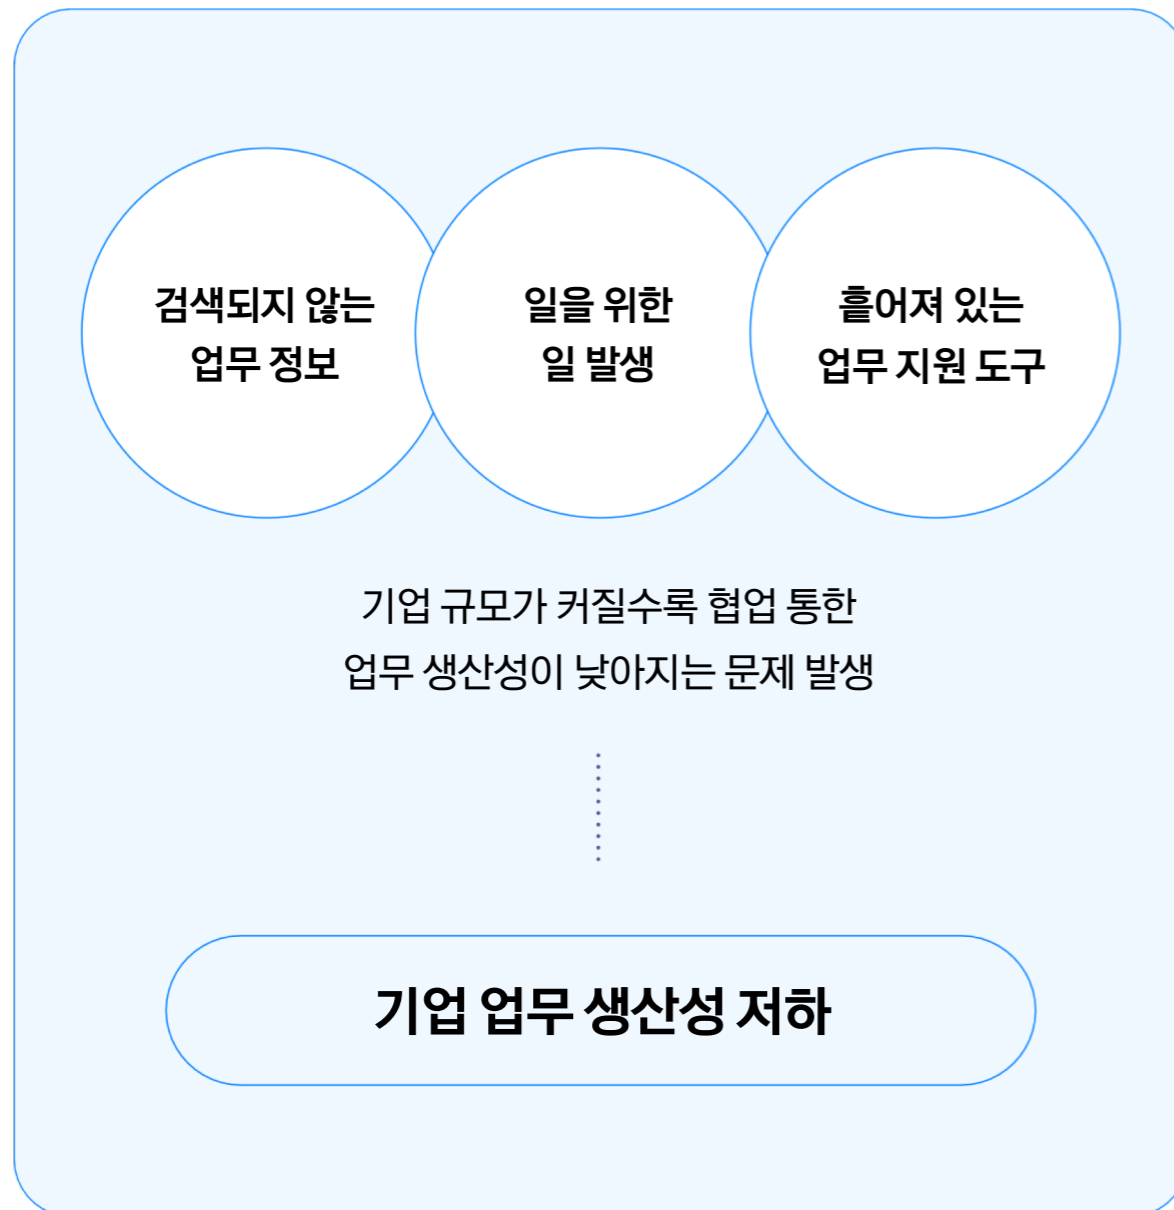 검색되지 않는
업무 정보
일을 위한
일 발생
흩어져 있는
업무 지원 도구
기업 규모가 커질수록 협업 통한
업무 생산성이 낮아지는 문제 발생
기업 업무 생산성 저하